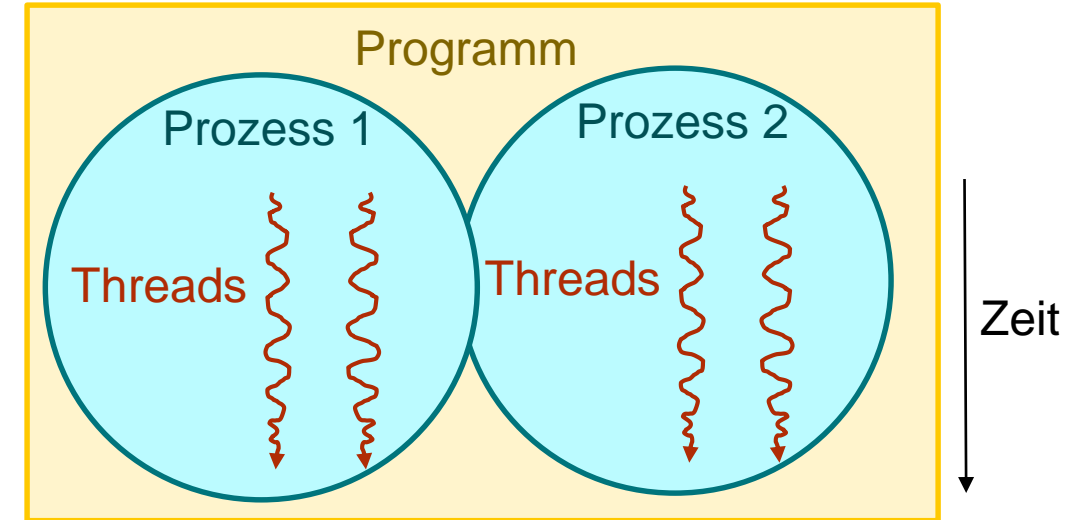 Programm
Prozess 1
Prozess 2
Threads
Threads
Zeit